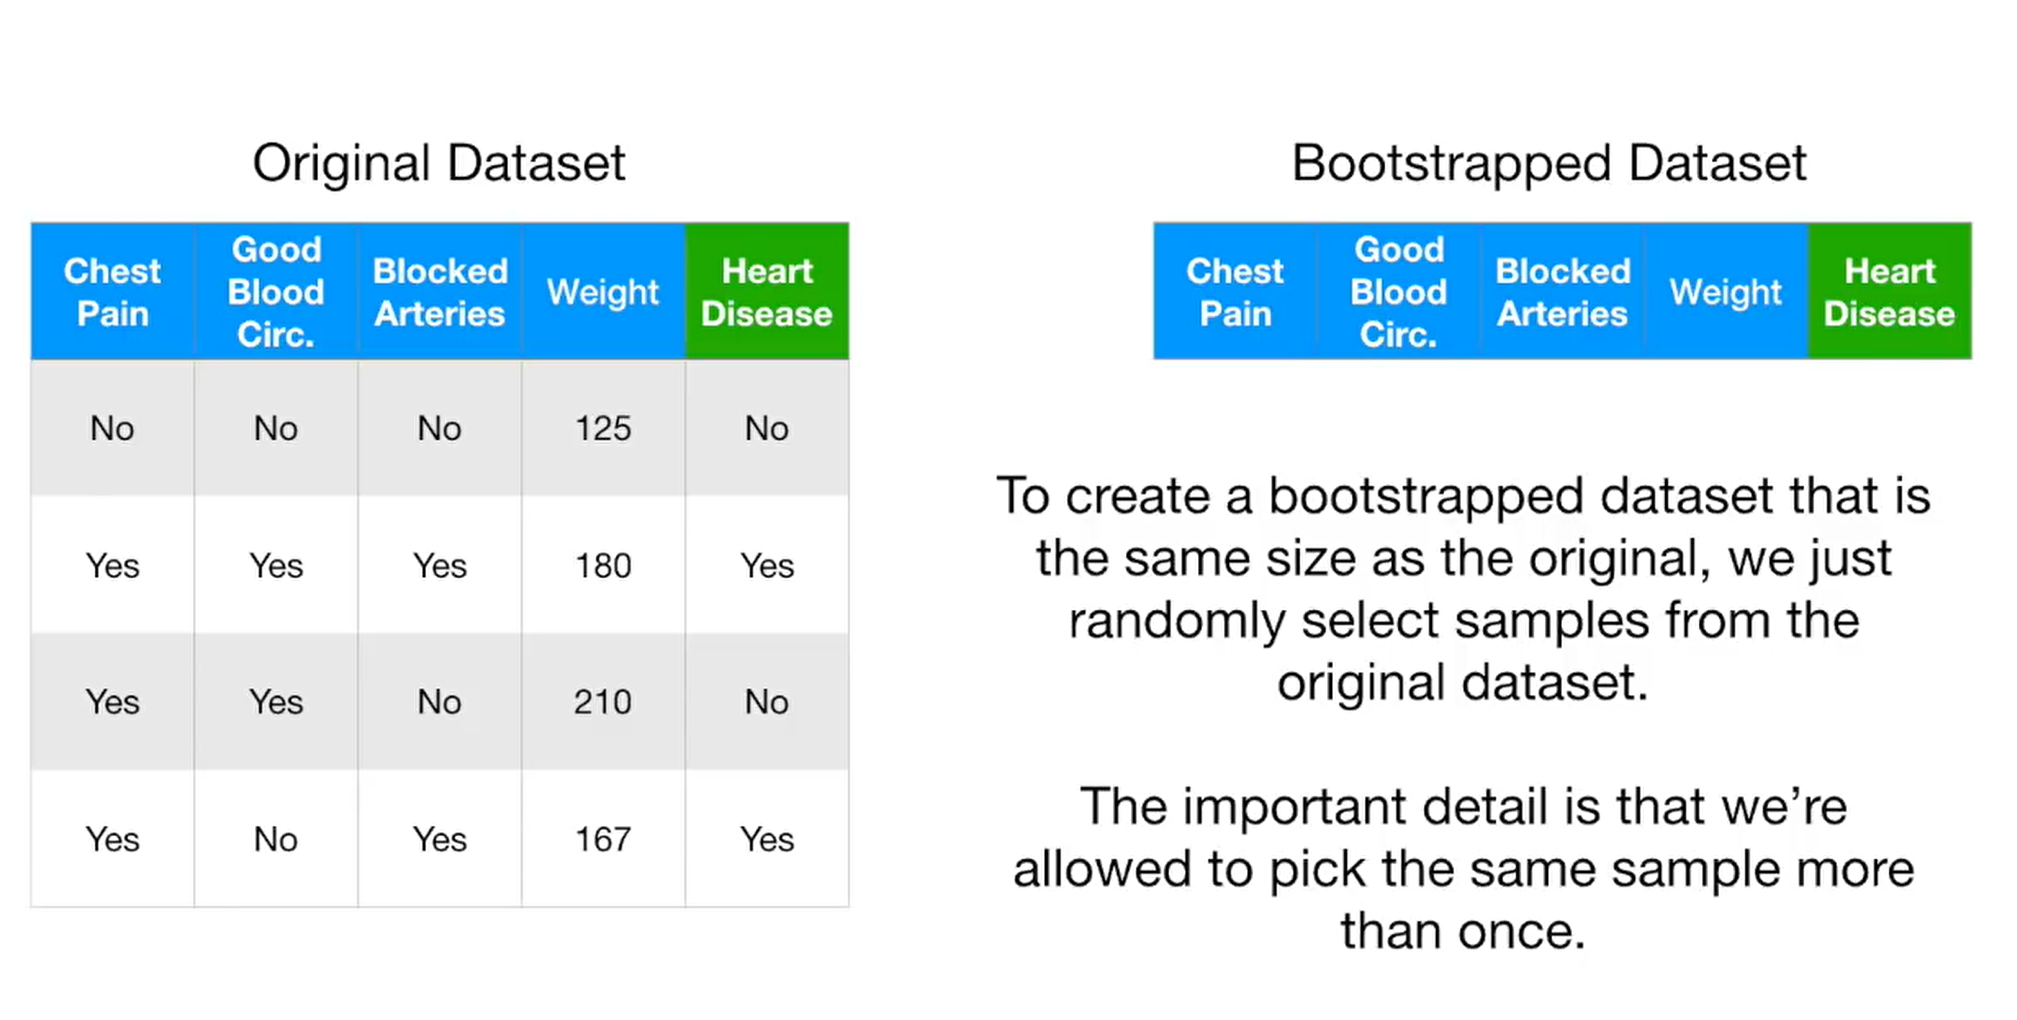 Original Dataset
Chest Pain Good Blood Circ. Blocked Arteries Weight Heart Disease
No No No 125 No
Yes Yes Yes 180 Yes
Yes Yes No 210 No
Yes No Yes 167 Yes
Bootstrapped Dataset
Chest Pain Good Blood Circ. Blocked Arteries Weight Heart Disease
To create a bootstrapped dataset that is
the same size as the original, we just
randomly select samples from the
original dataset.
The important detail is that we’re
allowed to pick the same sample more
than once.